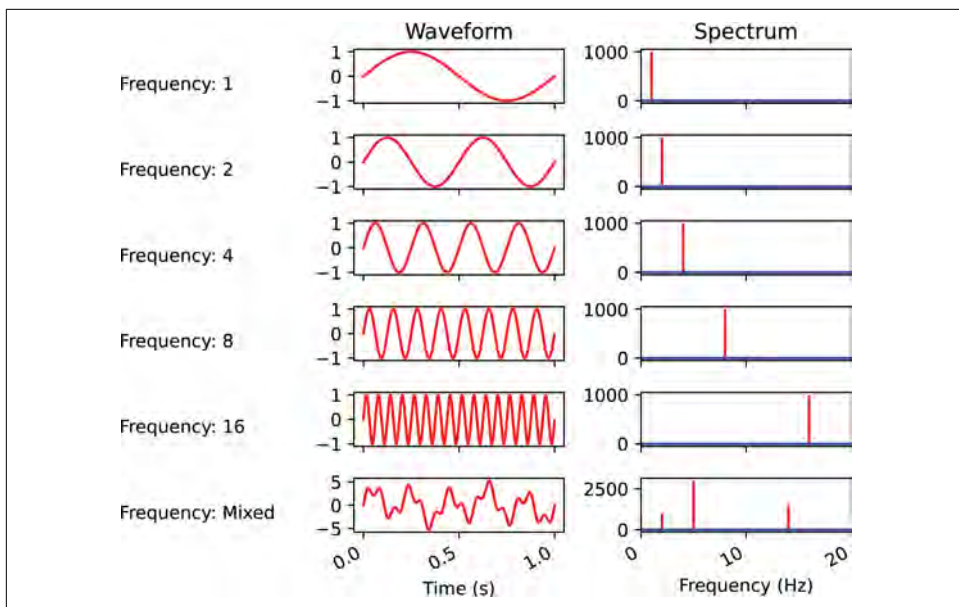 Waveform Spectrum
Frequency: 1 1 0 −1 1000 0
Frequency: 2 1 0 −1 1000 0
Frequency: 4 1 0 −1 1000 0
Frequency: 8 1 0 −1 1000 0
Frequency: 16 1 0 −1 1000 0
Frequency: Mixed 5 0 −5 2500 0
0.0 0.5 1.0 0 10 20
Time (s) Frequency (Hz)